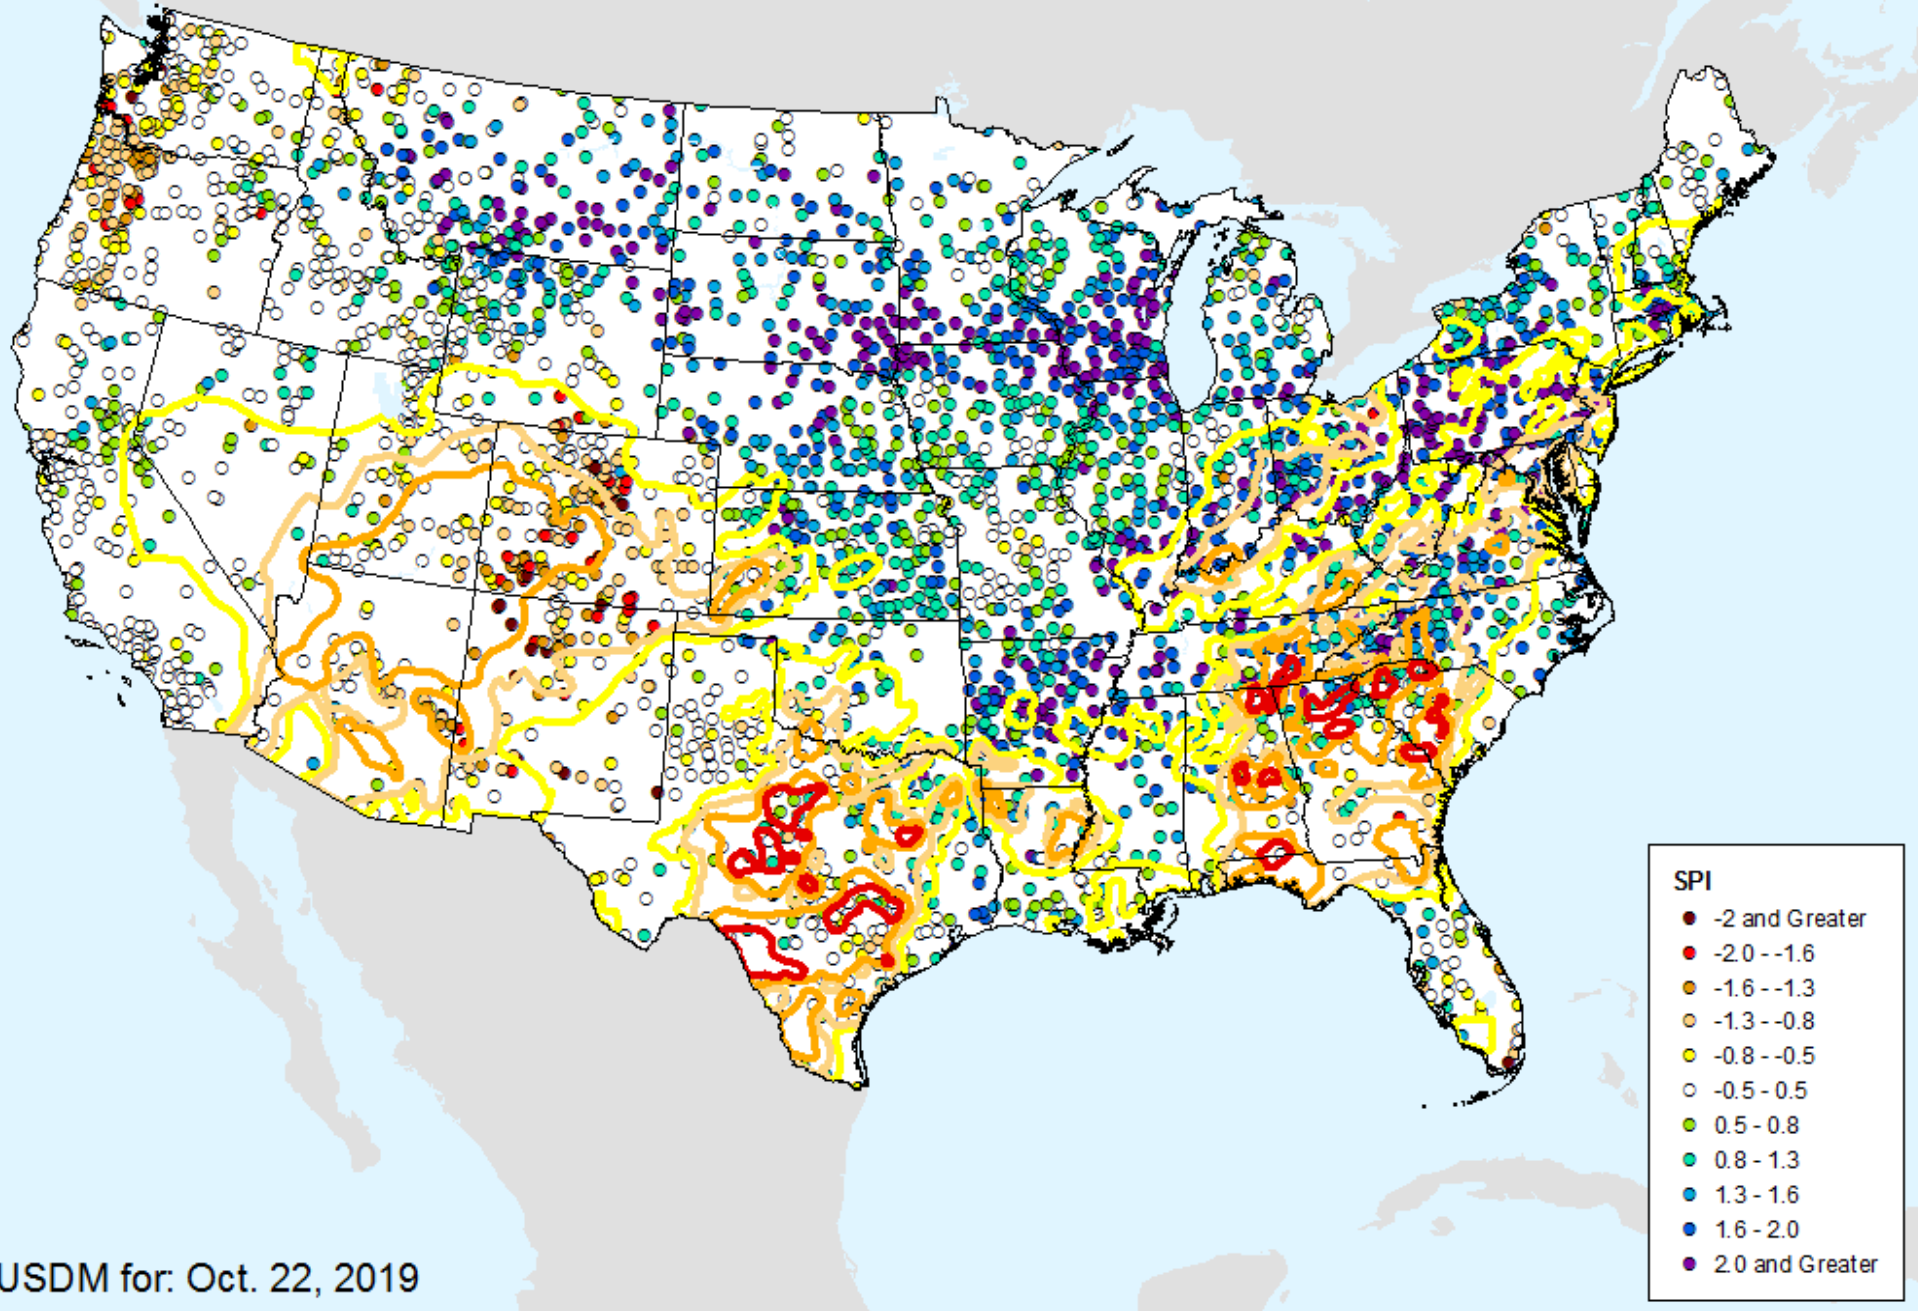 SPI
-2 and Greater
-2.0 - -1.6
-1.6 - -1.3
-1.3 - -0.8
-0.8 - -0.5
-0.5 - 0.5
0.5 - 0.8
0.8 - 1.3
1.3 - 1.6
1.6 - 2.0
2.0 and Greater
USDM for: Oct. 22, 2019